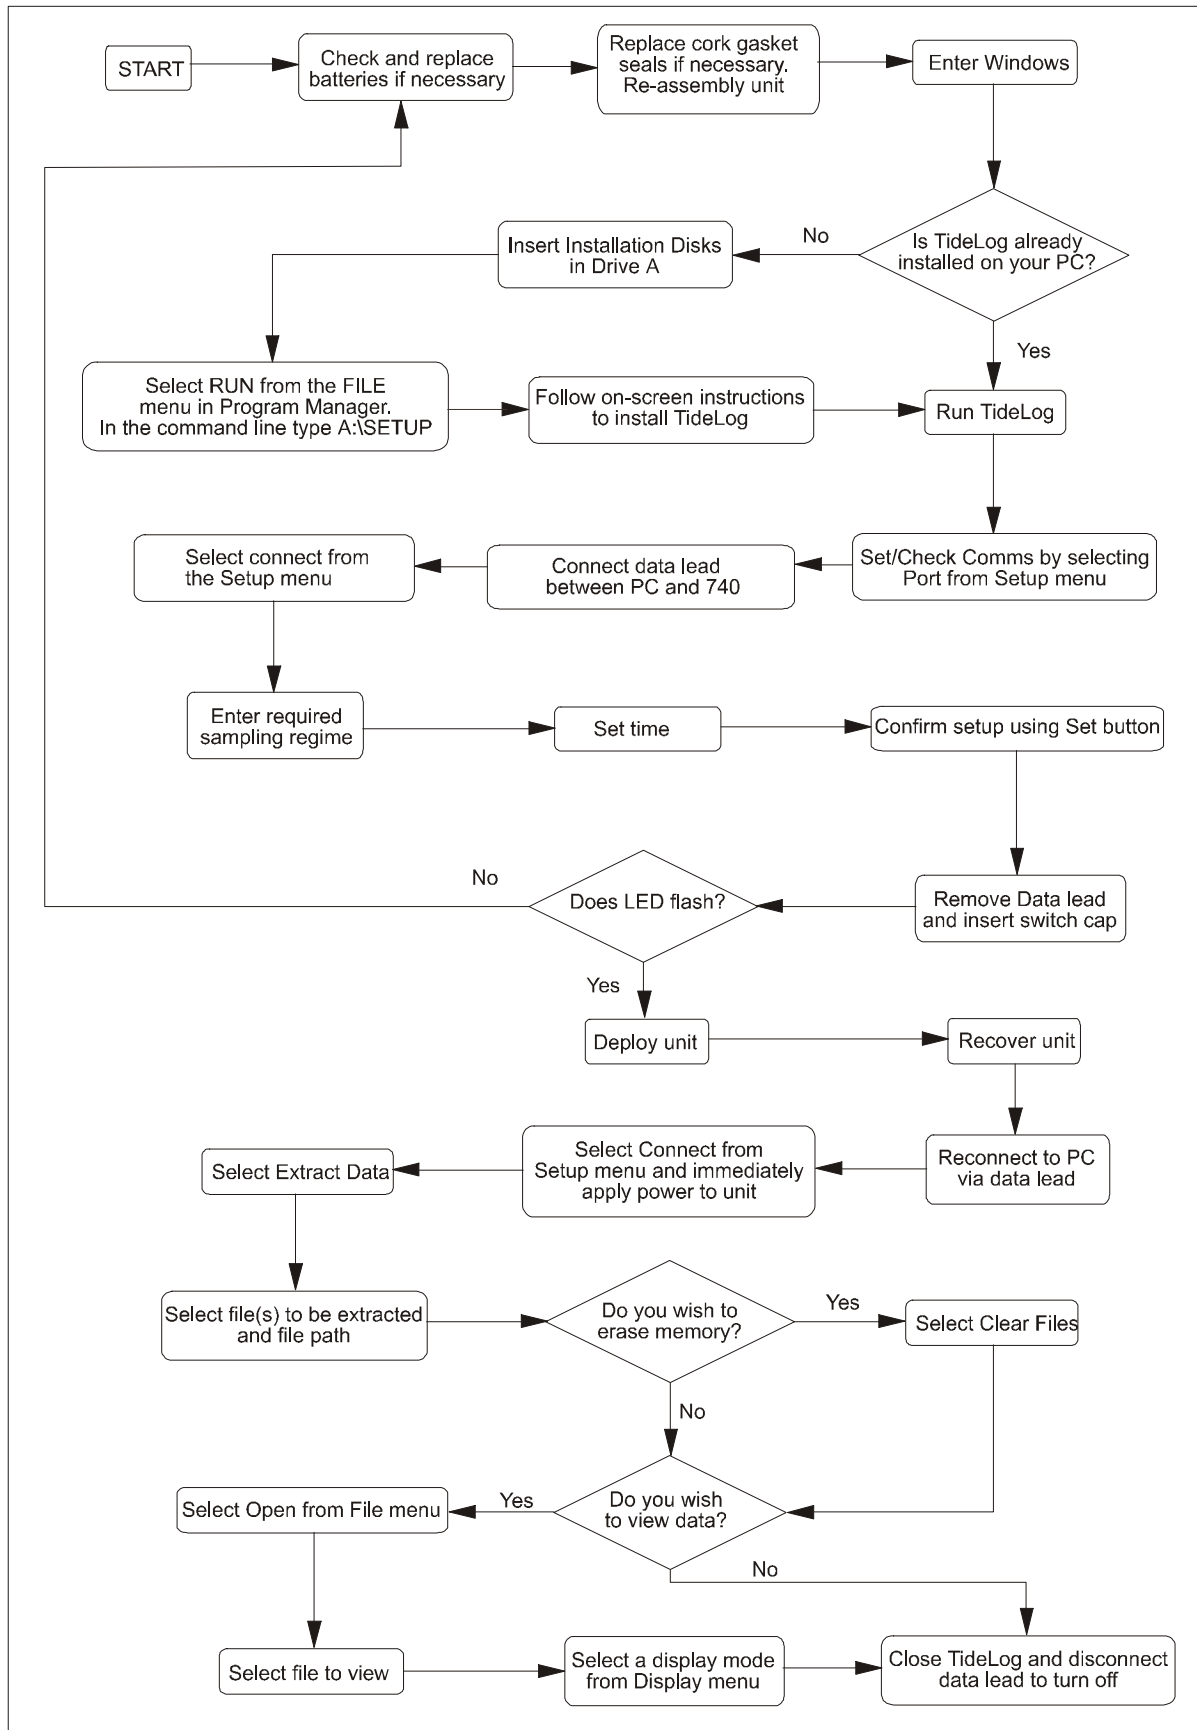 START
Check and replace
batteries if necessary
Replace cork gasket
seals if necessary.
Re-assembly unit
Enter Windows
Is TideLog already
installed on your PC?
No
Insert Installation Disks
in Drive A
Yes
Select RUN from the FILE
menu in Program Manager.
In the command line type A:\SETUP
Follow on-screen instructions
to install TideLog
Run TideLog
Set/Check Comms by selecting
Port from Setup menu
Connect data lead
between PC and 740
Select connect from
the Setup menu
Enter required
sampling regime
Set time
Confirm setup using Set button
Remove Data lead
and insert switch cap
Does LED flash?
No
Yes
Deploy unit
Recover unit
Reconnect to PC
via data lead
Select Connect from
Setup menu and immediately
apply power to unit
Select Extract Data
Select file(s) to be extracted
and file path
Do you wish to
erase memory?
Yes
Select Clear Files
No
Do you wish
to view data?
Yes
Select Open from File menu
No
Select file to view
Select a display mode
from Display menu
Close TideLog and disconnect
data lead to turn off